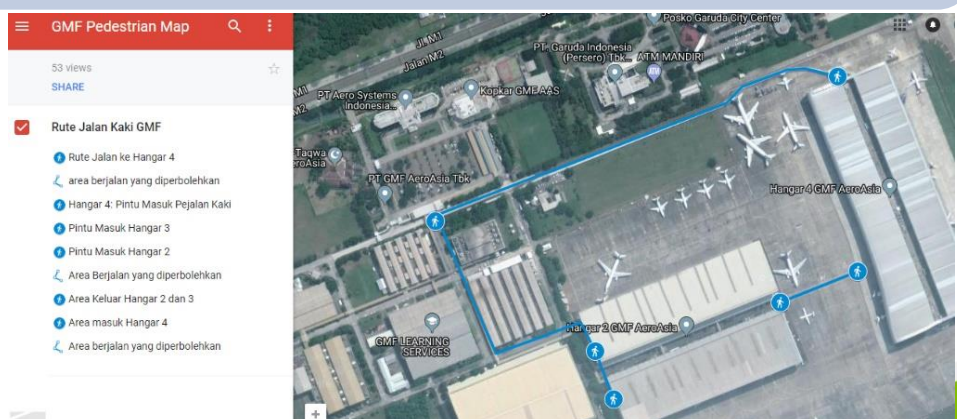 GMF Pedestrian Map
53 views
SHARE
Rute Jalan Kaki GMF
Rute Jalan ke Hangar 4
area berjalan yang diperbolehkan
Hangar 4: Pintu Masuk Pejalan Kaki
Pintu Masuk Hangar 3
Pintu Masuk Hangar 2
Area Berjalan yang diperbolehkan
Area Keluar Hangar 2 dan 3
Area masuk Hangar 4
Area berjalan yang diperbolehkan
Posko Garuda City Center
JL. M1
Jalan M2
PT. Garuda Indonesia
(Persero) Tbk...
ATM MANDIRI
ATM
M1
M2
PT Aero Systems
Indonesia...
Kopkar GMF AAS
Taqwa
eroAsia
PT GMF AeroAsia Tbk
Hangar 4 GMF AeroAsia
Hangar 2 GMF AeroAsia
GMF LEARNING
SERVICES
+